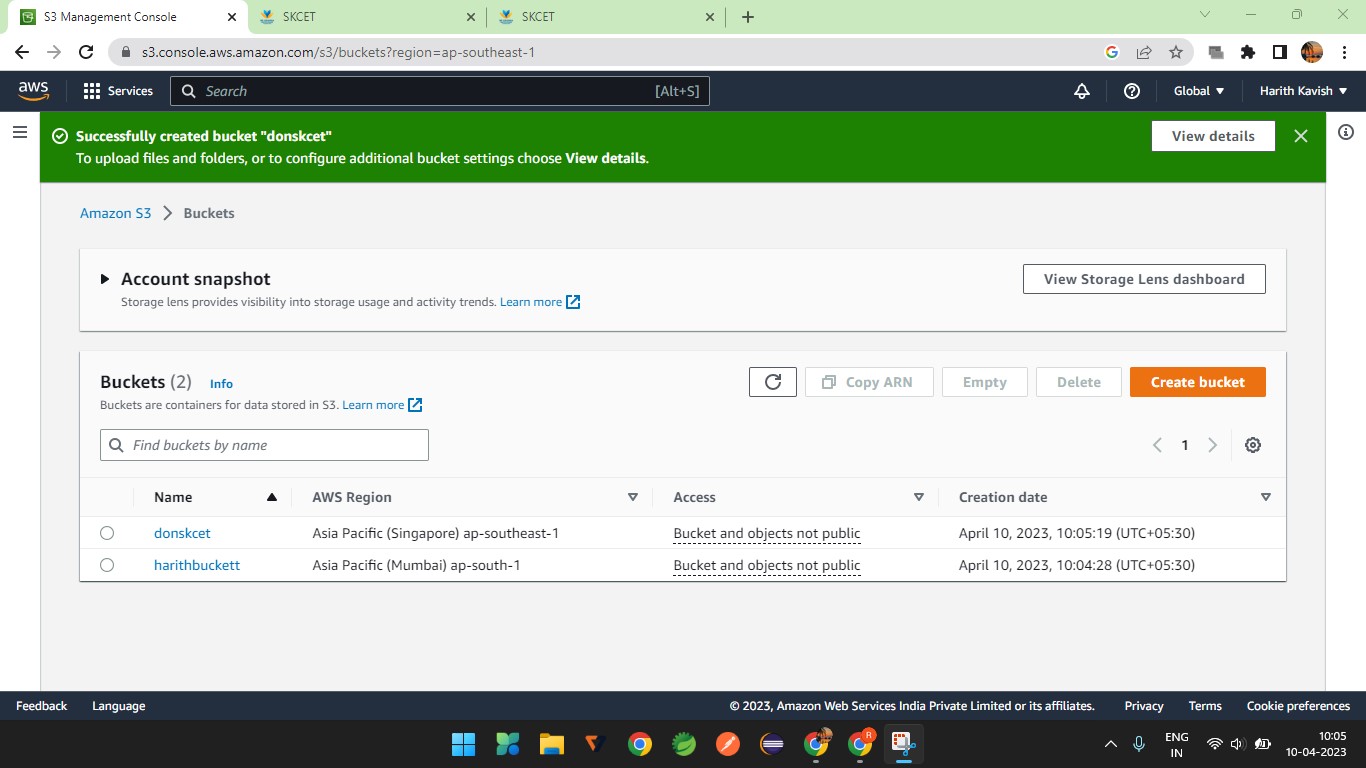 S3 Management Console
SKCET
SKCET
s3.console.aws.amazon.com/s3/buckets?region=ap-southeast-1
aws
Services
Search
[Alt+S]
Global
Harith Kavish
Successfully created bucket "donskcet"
To upload files and folders, or to configure additional bucket settings choose View details.
View details
Amazon S3
Buckets
Account snapshot
Storage lens provides visibility into storage usage and activity trends. Learn more
View Storage Lens dashboard
Buckets (2) Info
Buckets are containers for data stored in S3. Learn more
Copy ARN
Empty
Delete
Create bucket
Find buckets by name
1
Name AWS Region Access Creation date
donskcet Asia Pacific (Singapore) ap-southeast-1 Bucket and objects not public April 10, 2023, 10:05:19 (UTC+05:30)
harithbuckett Asia Pacific (Mumbai) ap-south-1 Bucket and objects not public April 10, 2023, 10:04:28 (UTC+05:30)
Feedback Language © 2023, Amazon Web Services India Private Limited or its affiliates. Privacy Terms Cookie preferences
R
ENG
IN
10:05
10-04-2023